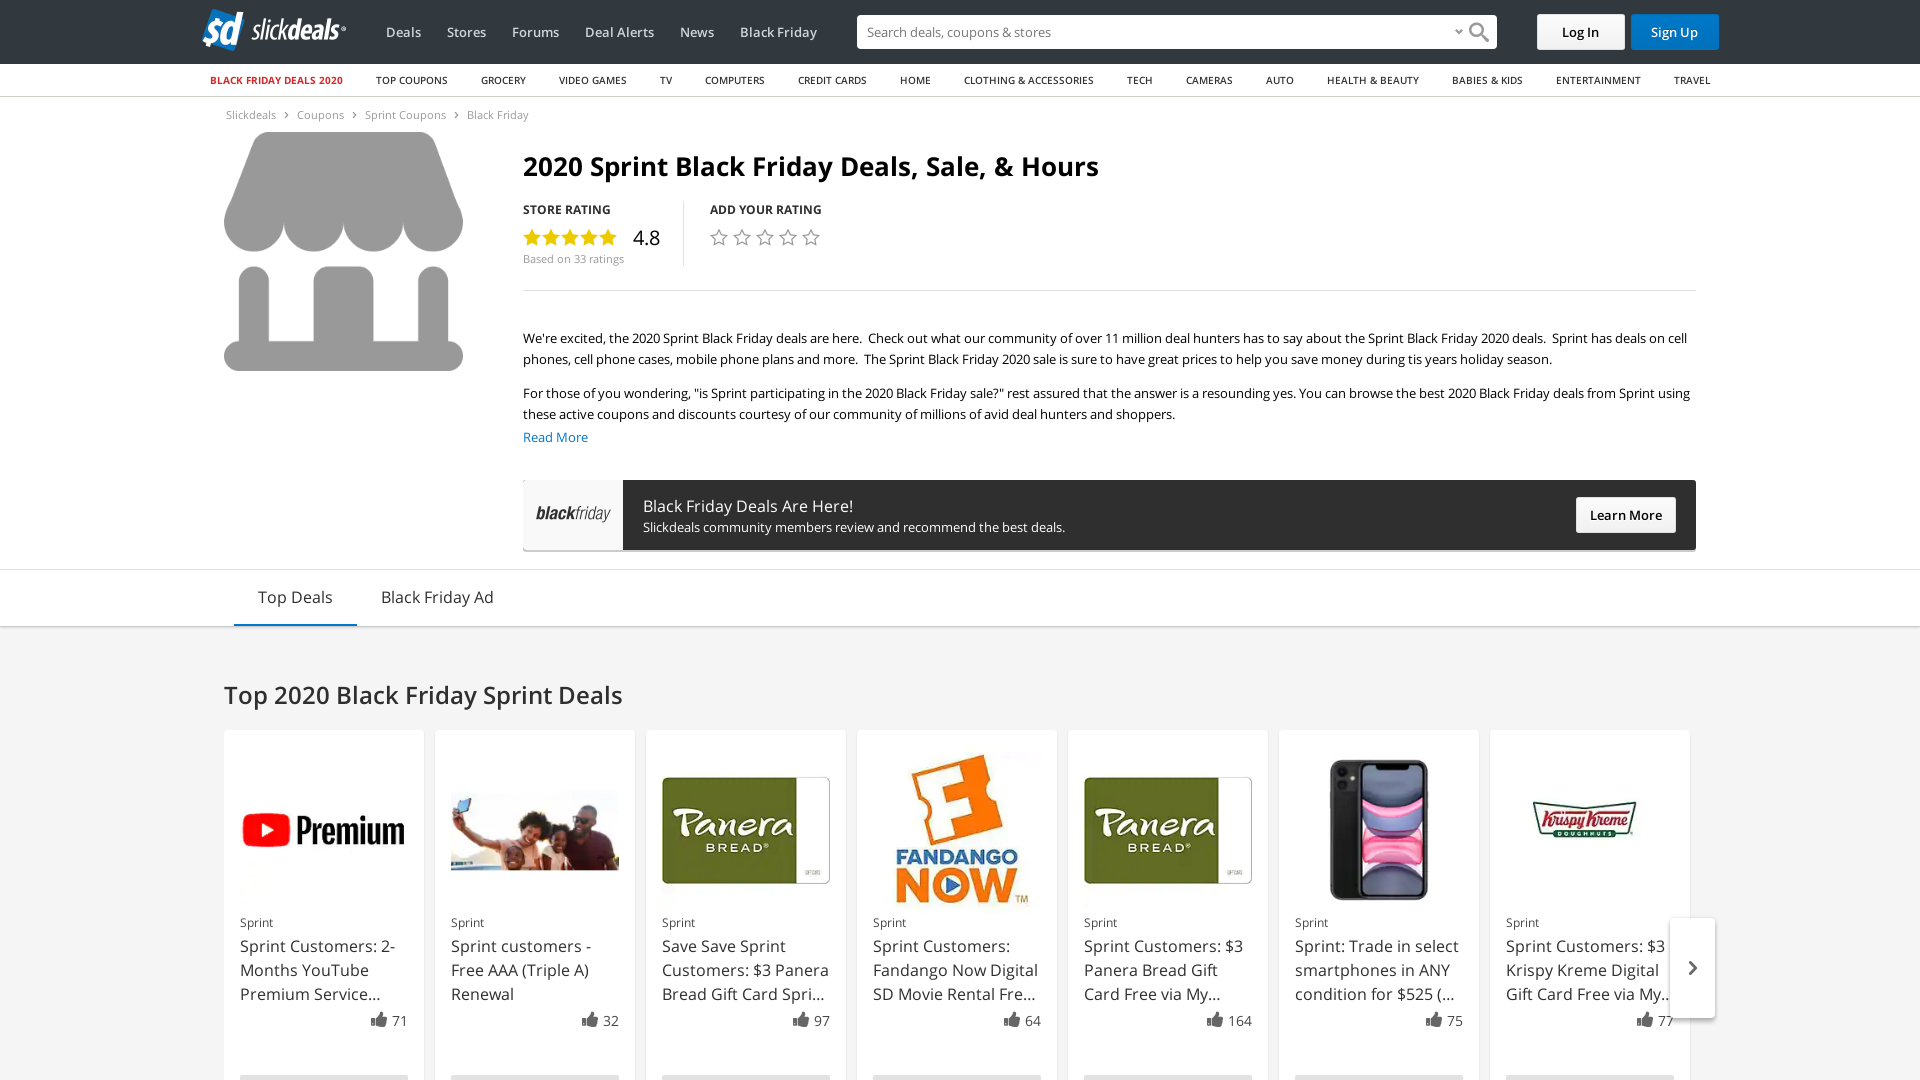 sd slickdeals
Deals Stores Forums Deal Alerts News Black Friday Search deals, coupons & stores Log In Sign Up
BLACK FRIDAY DEALS 2020 TOP COUPONS GROCERY VIDEO GAMES TV COMPUTERS CREDIT CARDS HOME CLOTHING & ACCESSORIES TECH CAMERAS AUTO HEALTH & BEAUTY BABIES & KIDS ENTERTAINMENT TRAVEL
Slickdeals > Coupons > Sprint Coupons > Black Friday
2020 Sprint Black Friday Deals, Sale, & Hours
STORE RATING
4.8
Based on 33 ratings
ADD YOUR RATING
We're excited, the 2020 Sprint Black Friday deals are here. Check out what our community of over 11 million deal hunters has to say about the Sprint Black Friday 2020 deals. Sprint has deals on cell
phones, cell phone cases, mobile phone plans and more. The Sprint Black Friday 2020 sale is sure to have great prices to help you save money during tis years holiday season.
For those of you wondering, "is Sprint participating in the 2020 Black Friday sale?" rest assured that the answer is a resounding yes. You can browse the best 2020 Black Friday deals from Sprint using
these active coupons and discounts courtesy of our community of millions of avid deal hunters and shoppers.
Read More
blackfriday
Black Friday Deals Are Here!
Slickdeals community members review and recommend the best deals.
Learn More
Top Deals Black Friday Ad
Top 2020 Black Friday Sprint Deals
Premium
Sprint
Sprint Customers: 2-
Months YouTube
Premium Service...
71
Sprint
Sprint customers -
Free AAA (Triple A)
Renewal
32
Panera
BREAD®
Sprint
Save Save Sprint
Customers: $3 Panera
Bread Gift Card Spri...
97
FANDANGO
NOW™
Sprint
Sprint Customers:
Fandango Now Digital
SD Movie Rental Fre...
64
Panera
BREAD®
Sprint
Sprint Customers: $3
Panera Bread Gift
Card Free via My...
164
Sprint
Sprint: Trade in select
smartphones in ANY
condition for $525 (...
75
Krispy Kreme
DOUGHNUTS
Sprint
Sprint Customers: $3
Krispy Kreme Digital
Gift Card Free via My...
77